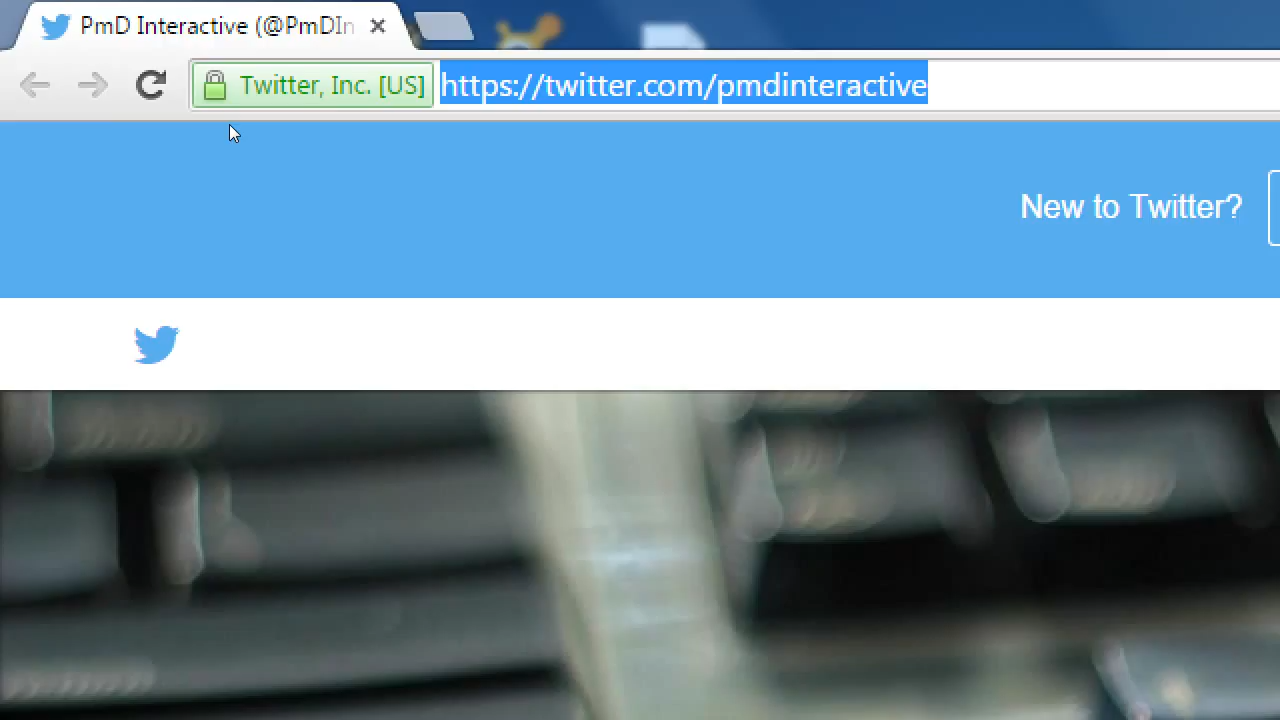 PmD Interactive (@PmDIn
Twitter, Inc. [US] https://twitter.com/pmdinteractive
New to Twitter?